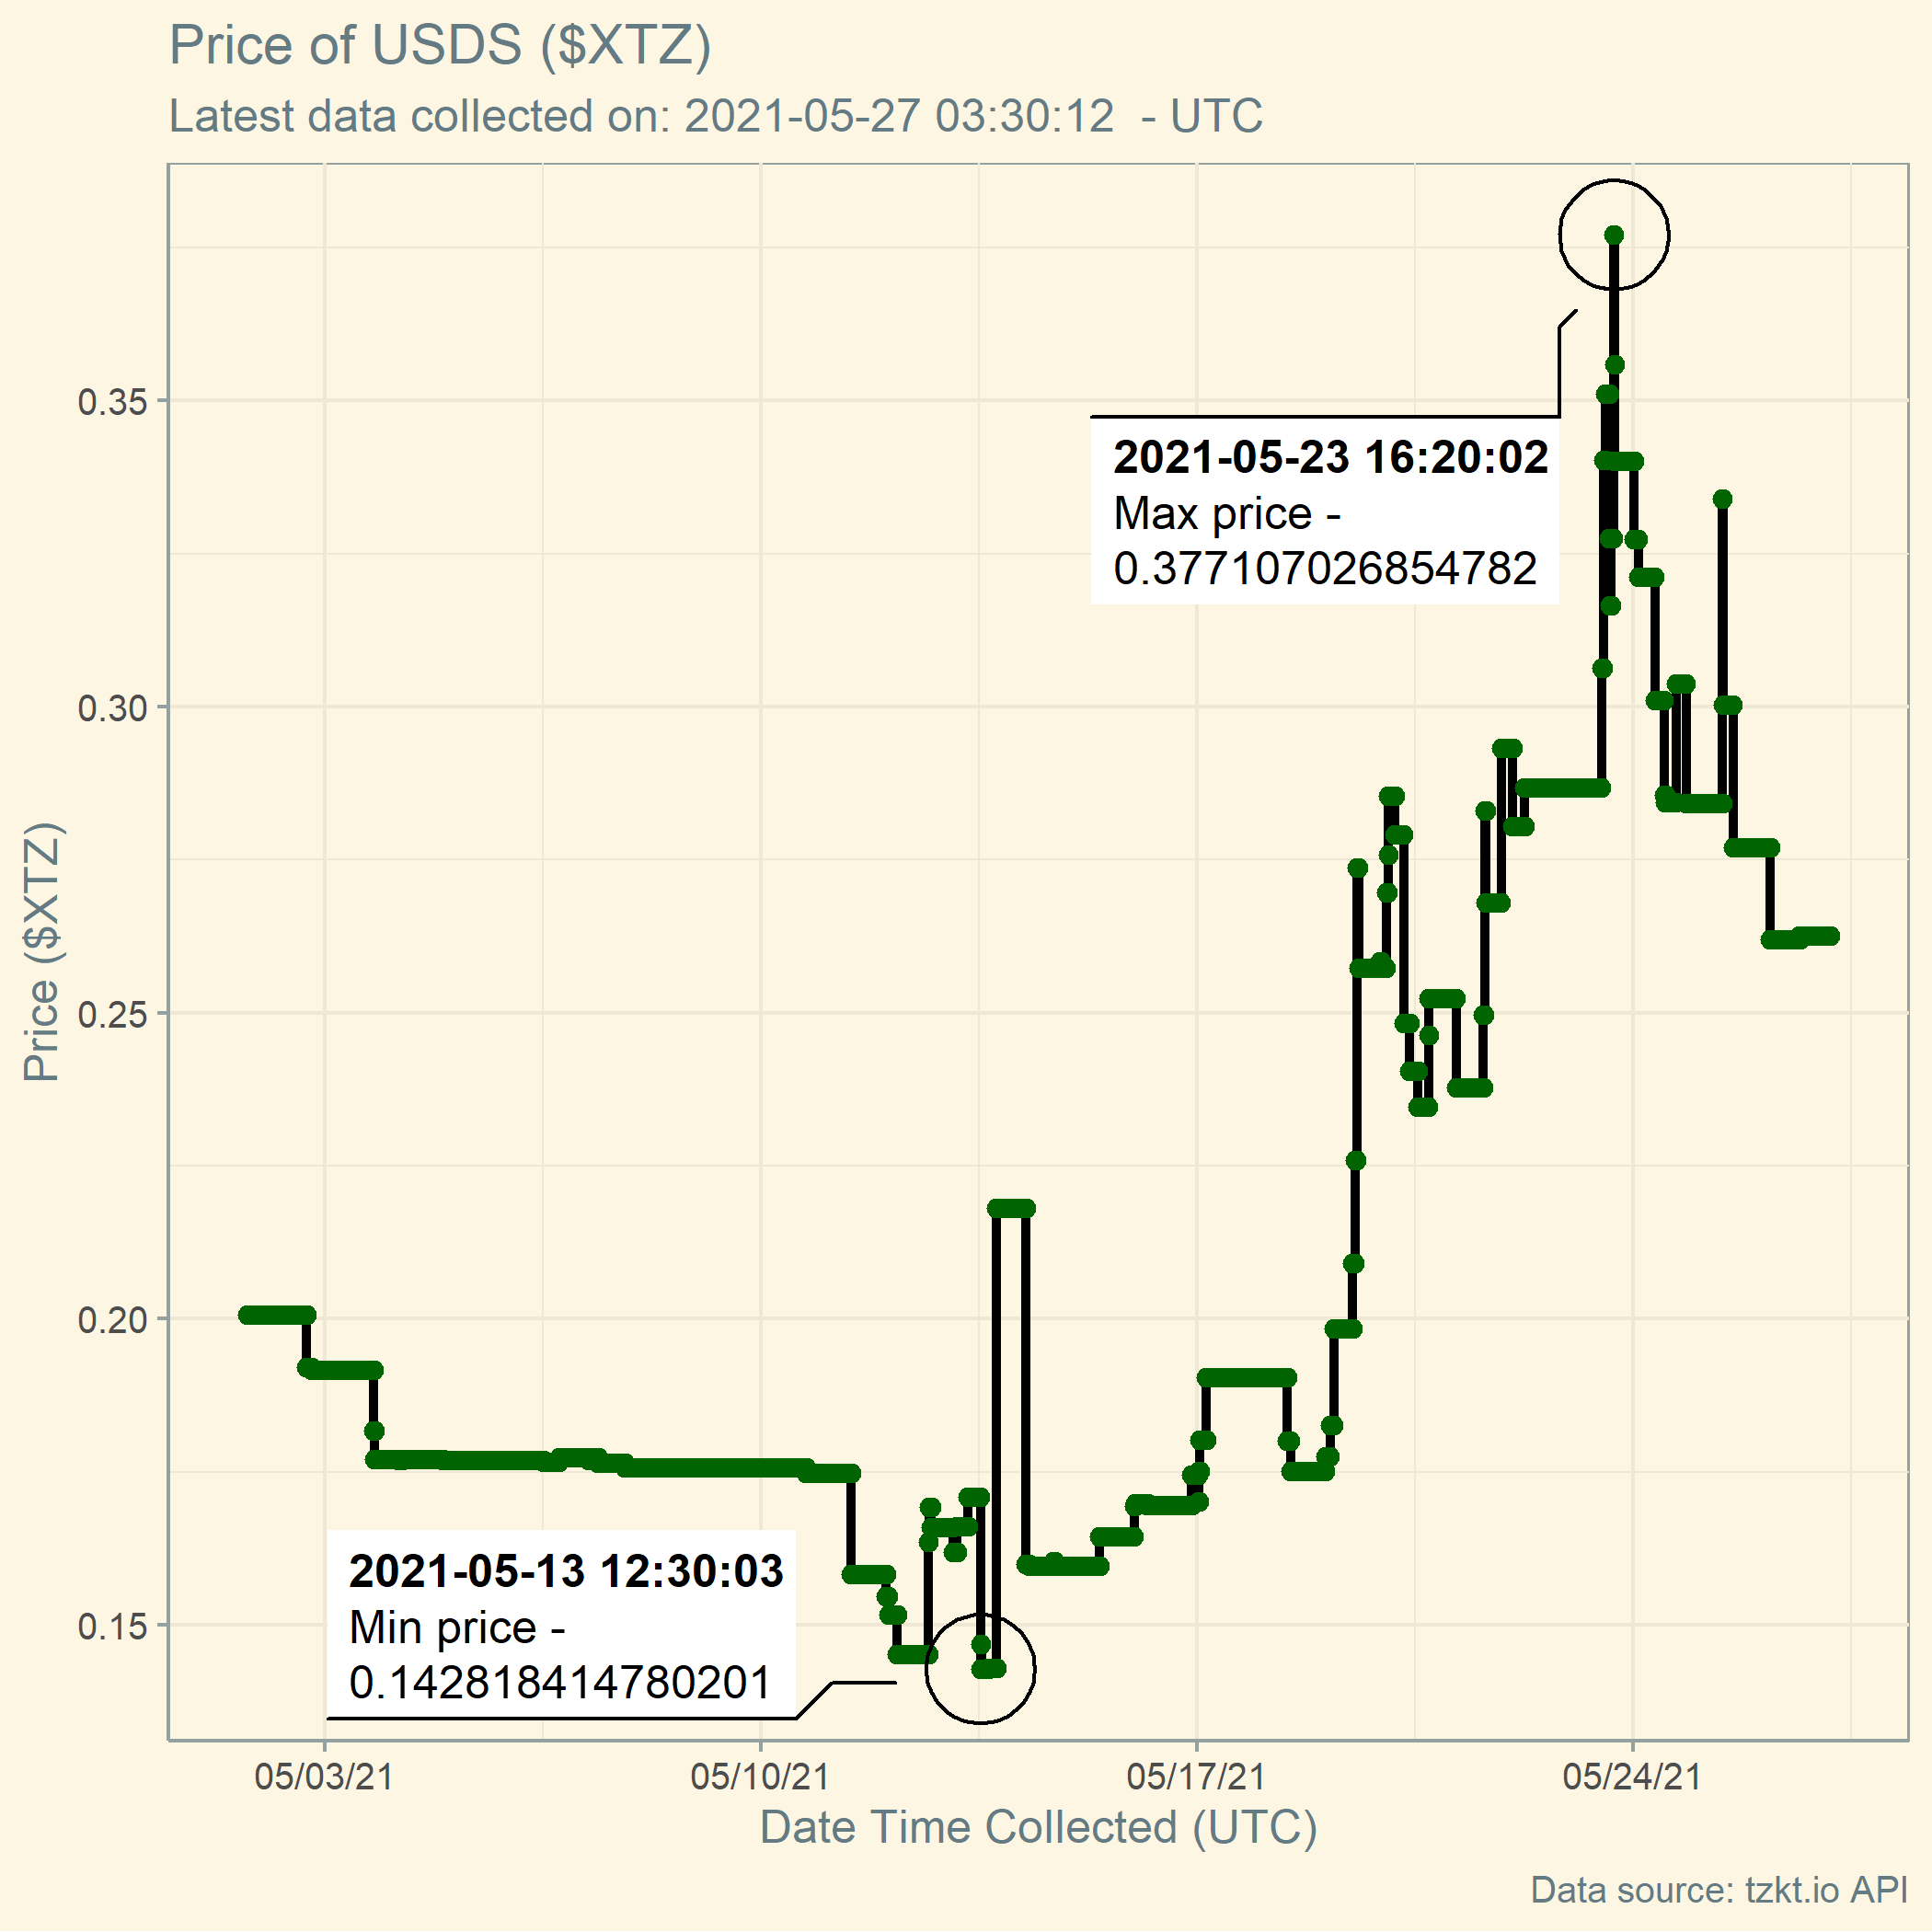 Price of USDS ($XTZ)
Latest data collected on: 2021-05-27 03:30:12  - UTC
Price ($XTZ)
0.35
0.30
0.25
0.20
0.15
2021-05-23 16:20:02
Max price -
0.377107026854782
2021-05-13 12:30:03
Min price -
0.142818414780201
05/03/21
05/10/21
05/17/21
05/24/21
Date Time Collected (UTC)
Data source: tzkt.io API